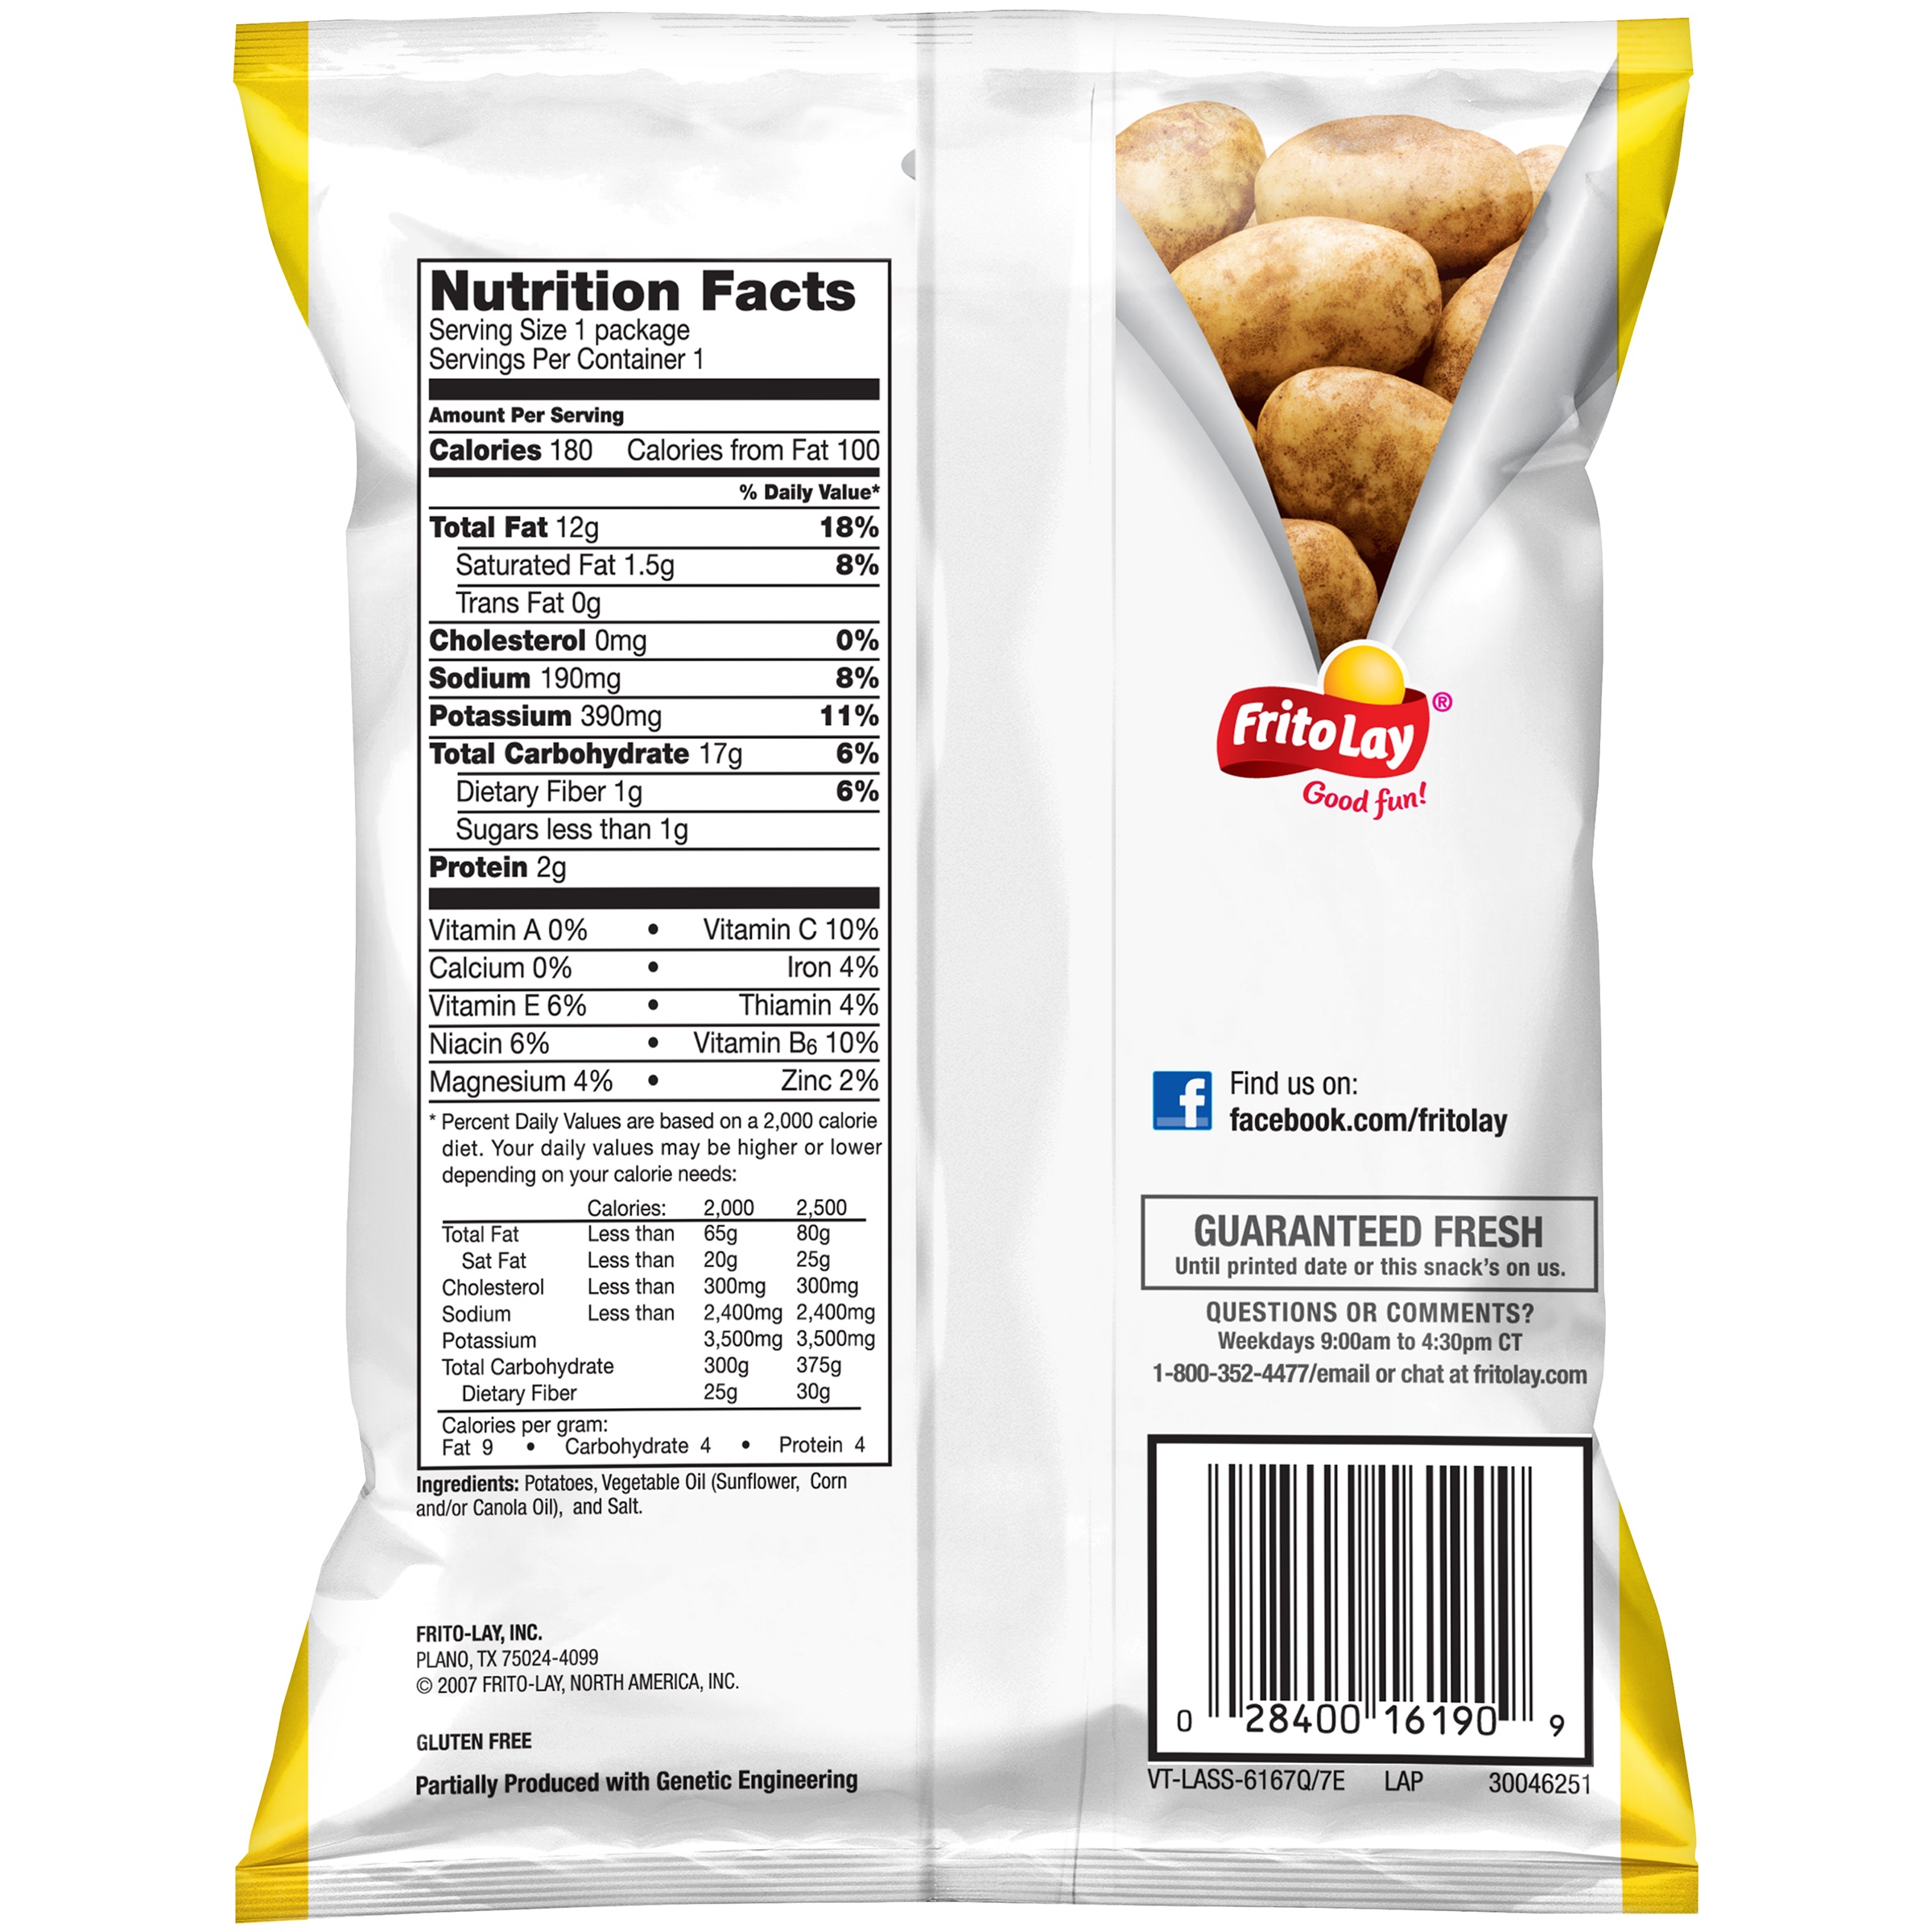 Nutrition Facts
Serving Size 1 package
Servings Per Container 1
Amount Per Serving
Calories 180 Calories from Fat 100
% Daily Value*
Total Fat 12g 18%
Saturated Fat 1.5g 8%
Trans Fat 0g
Cholesterol 0mg 0%
Sodium 190mg 8%
Potassium 390mg 11%
Total Carbohydrate 17g 6%
Dietary Fiber 1g 6%
Sugars less than 1g
Protein 2g
Vitamin A 0% • Vitamin C 10%
Calcium 0% • Iron 4%
Vitamin E 6% • Thiamin 4%
Niacin 6% • Vitamin B6 10%
Magnesium 4% • Zinc 2%
* Percent Daily Values are based on a 2,000 calorie
diet. Your daily values may be higher or lower
depending on your calorie needs:
Calories: 2,000 2,500
Total Fat Less than 65g 80g
Sat Fat Less than 20g 25g
Cholesterol Less than 300mg 300mg
Sodium Less than 2,400mg 2,400mg
Potassium 3,500mg 3,500mg
Total Carbohydrate 300g 375g
Dietary Fiber 25g 30g
Calories per gram:
Fat 9 • Carbohydrate 4 • Protein 4
Ingredients: Potatoes, Vegetable Oil (Sunflower, Corn
and/or Canola Oil), and Salt.
FRITO-LAY, INC.
PLANO, TX 75024-4099
© 2007 FRITO-LAY, NORTH AMERICA, INC.
GLUTEN FREE
Partially Produced with Genetic Engineering
FritoLay ®
Good fun!
f
Find us on:
facebook.com/fritolay
GUARANTEED FRESH
Until printed date or this snack's on us.
QUESTIONS OR COMMENTS?
Weekdays 9:00am to 4:30pm CT
1-800-352-4477/email or chat at fritolay.com
0 28400 16190 9
VT-LASS-6167Q/7E LAP 30046251